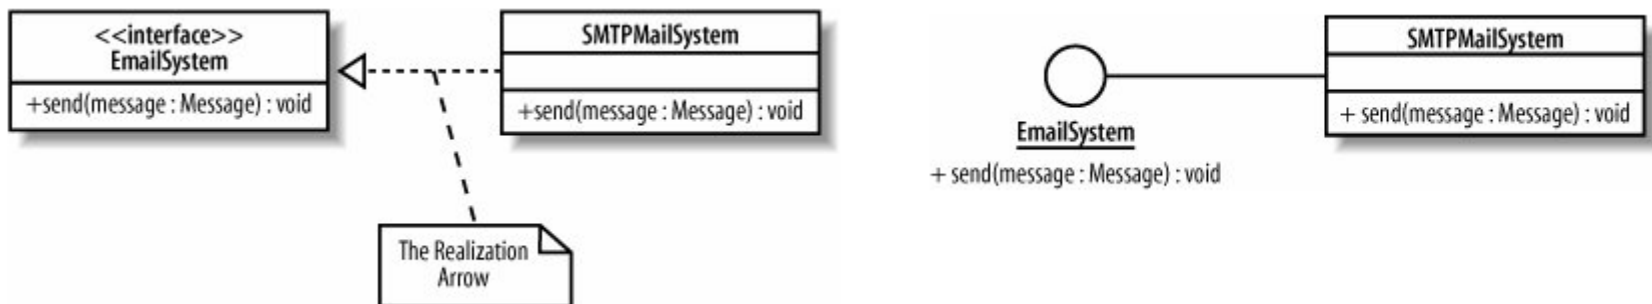 <<interface>>
EmailSystem
+send(message : Message) : void
SMTPMailSystem
+send(message : Message) : void
The Realization
Arrow
EmailSystem
+ send(message : Message) : void
SMTPMailSystem
+ send(message : Message) : void